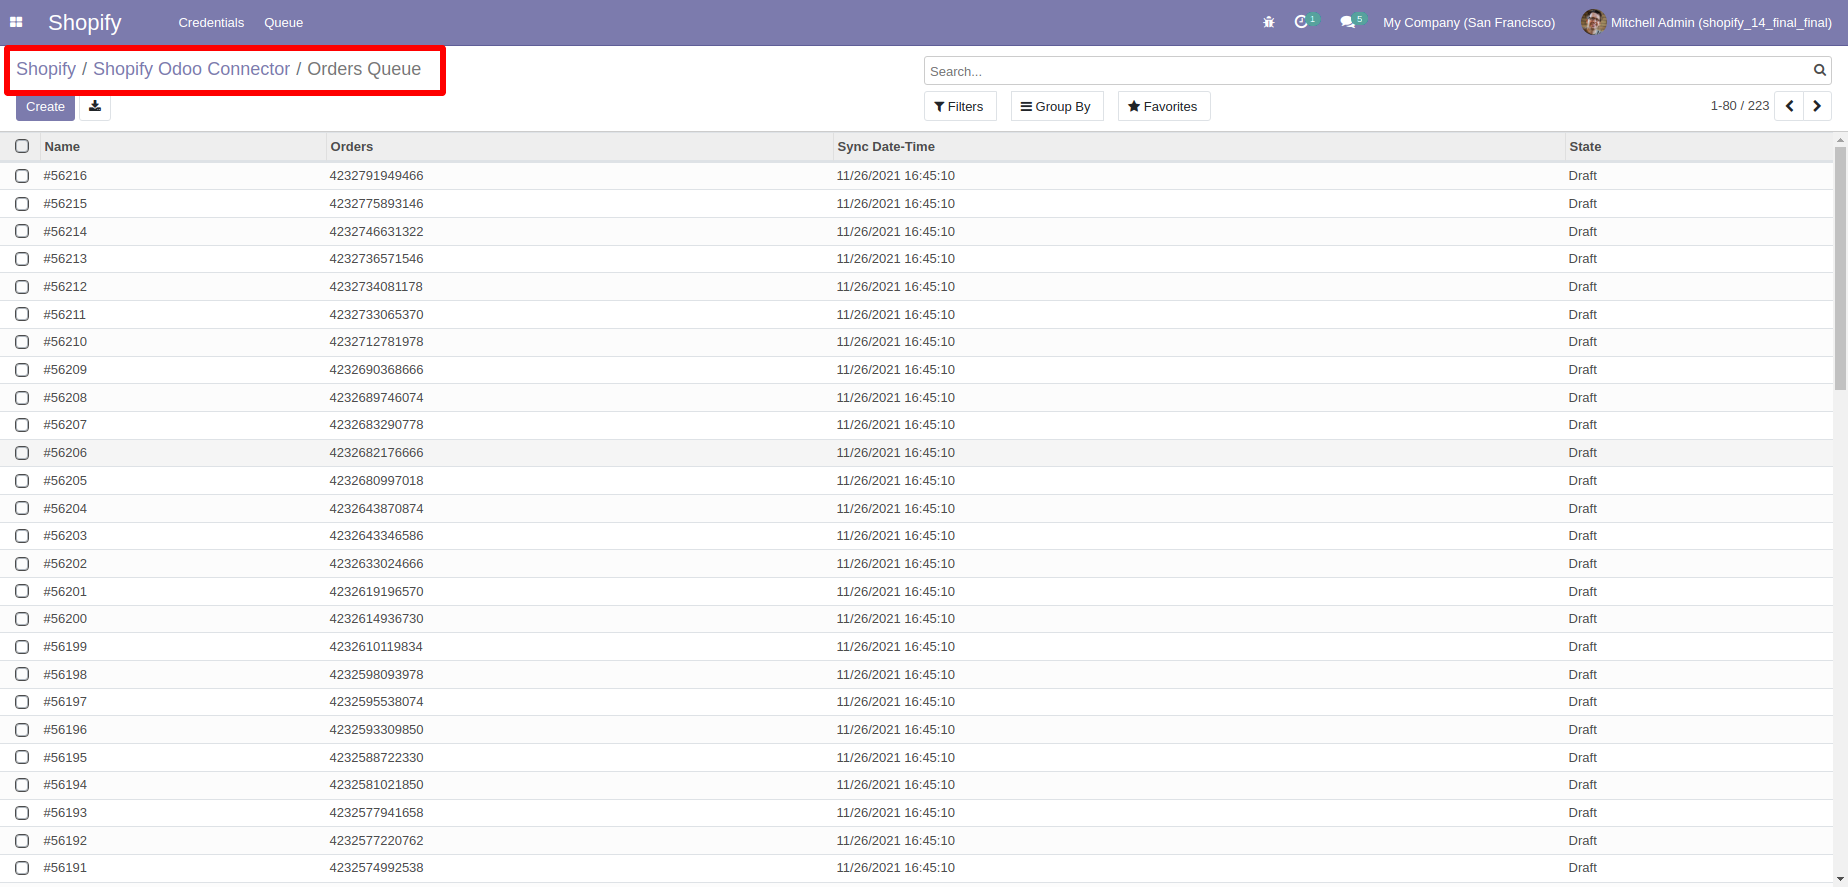 Shopify Credentials Queue 1 5 My Company (San Francisco) Mitchell Admin (shopify_14_final_final)
Shopify / Shopify Odoo Connector / Orders Queue
Search...
Create
Filters Group By Favorites 1-80 / 223
Name Orders Sync Date-Time State
#56216 4232791949466 11/26/2021 16:45:10 Draft
#56215 4232775893146 11/26/2021 16:45:10 Draft
#56214 4232746631322 11/26/2021 16:45:10 Draft
#56213 4232736571546 11/26/2021 16:45:10 Draft
#56212 4232734081178 11/26/2021 16:45:10 Draft
#56211 4232733065370 11/26/2021 16:45:10 Draft
#56210 4232712781978 11/26/2021 16:45:10 Draft
#56209 4232690368666 11/26/2021 16:45:10 Draft
#56208 4232689746074 11/26/2021 16:45:10 Draft
#56207 4232683290778 11/26/2021 16:45:10 Draft
#56206 4232682176666 11/26/2021 16:45:10 Draft
#56205 4232680997018 11/26/2021 16:45:10 Draft
#56204 4232643870874 11/26/2021 16:45:10 Draft
#56203 4232643346586 11/26/2021 16:45:10 Draft
#56202 4232633024666 11/26/2021 16:45:10 Draft
#56201 4232619196570 11/26/2021 16:45:10 Draft
#56200 4232614936730 11/26/2021 16:45:10 Draft
#56199 4232610119834 11/26/2021 16:45:10 Draft
#56198 4232598093978 11/26/2021 16:45:10 Draft
#56197 4232595538074 11/26/2021 16:45:10 Draft
#56196 4232593309850 11/26/2021 16:45:10 Draft
#56195 4232588722330 11/26/2021 16:45:10 Draft
#56194 4232581021850 11/26/2021 16:45:10 Draft
#56193 4232577941658 11/26/2021 16:45:10 Draft
#56192 4232577220762 11/26/2021 16:45:10 Draft
#56191 4232574992538 11/26/2021 16:45:10 Draft